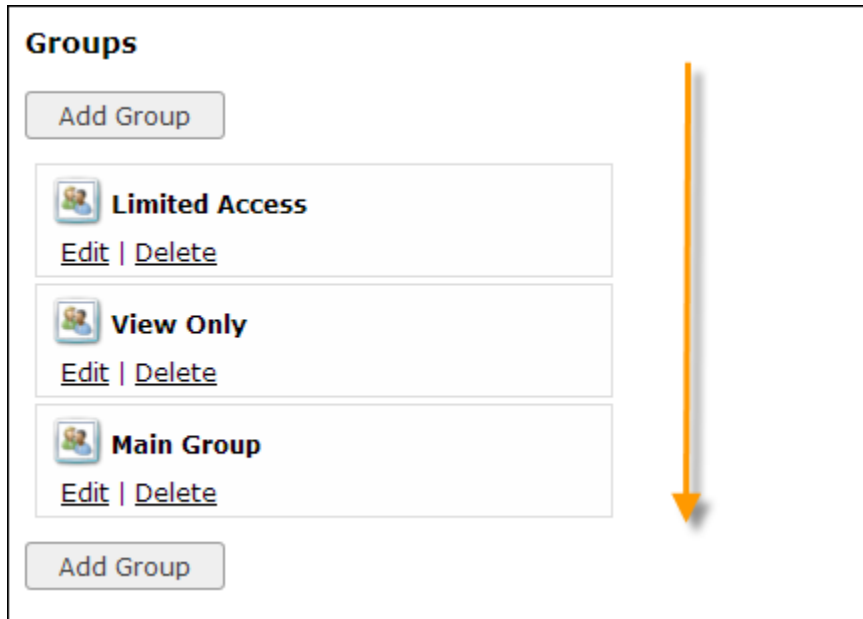 Groups
Add Group
Limited Access
Edit | Delete
View Only
Edit | Delete
Main Group
Edit | Delete
Add Group